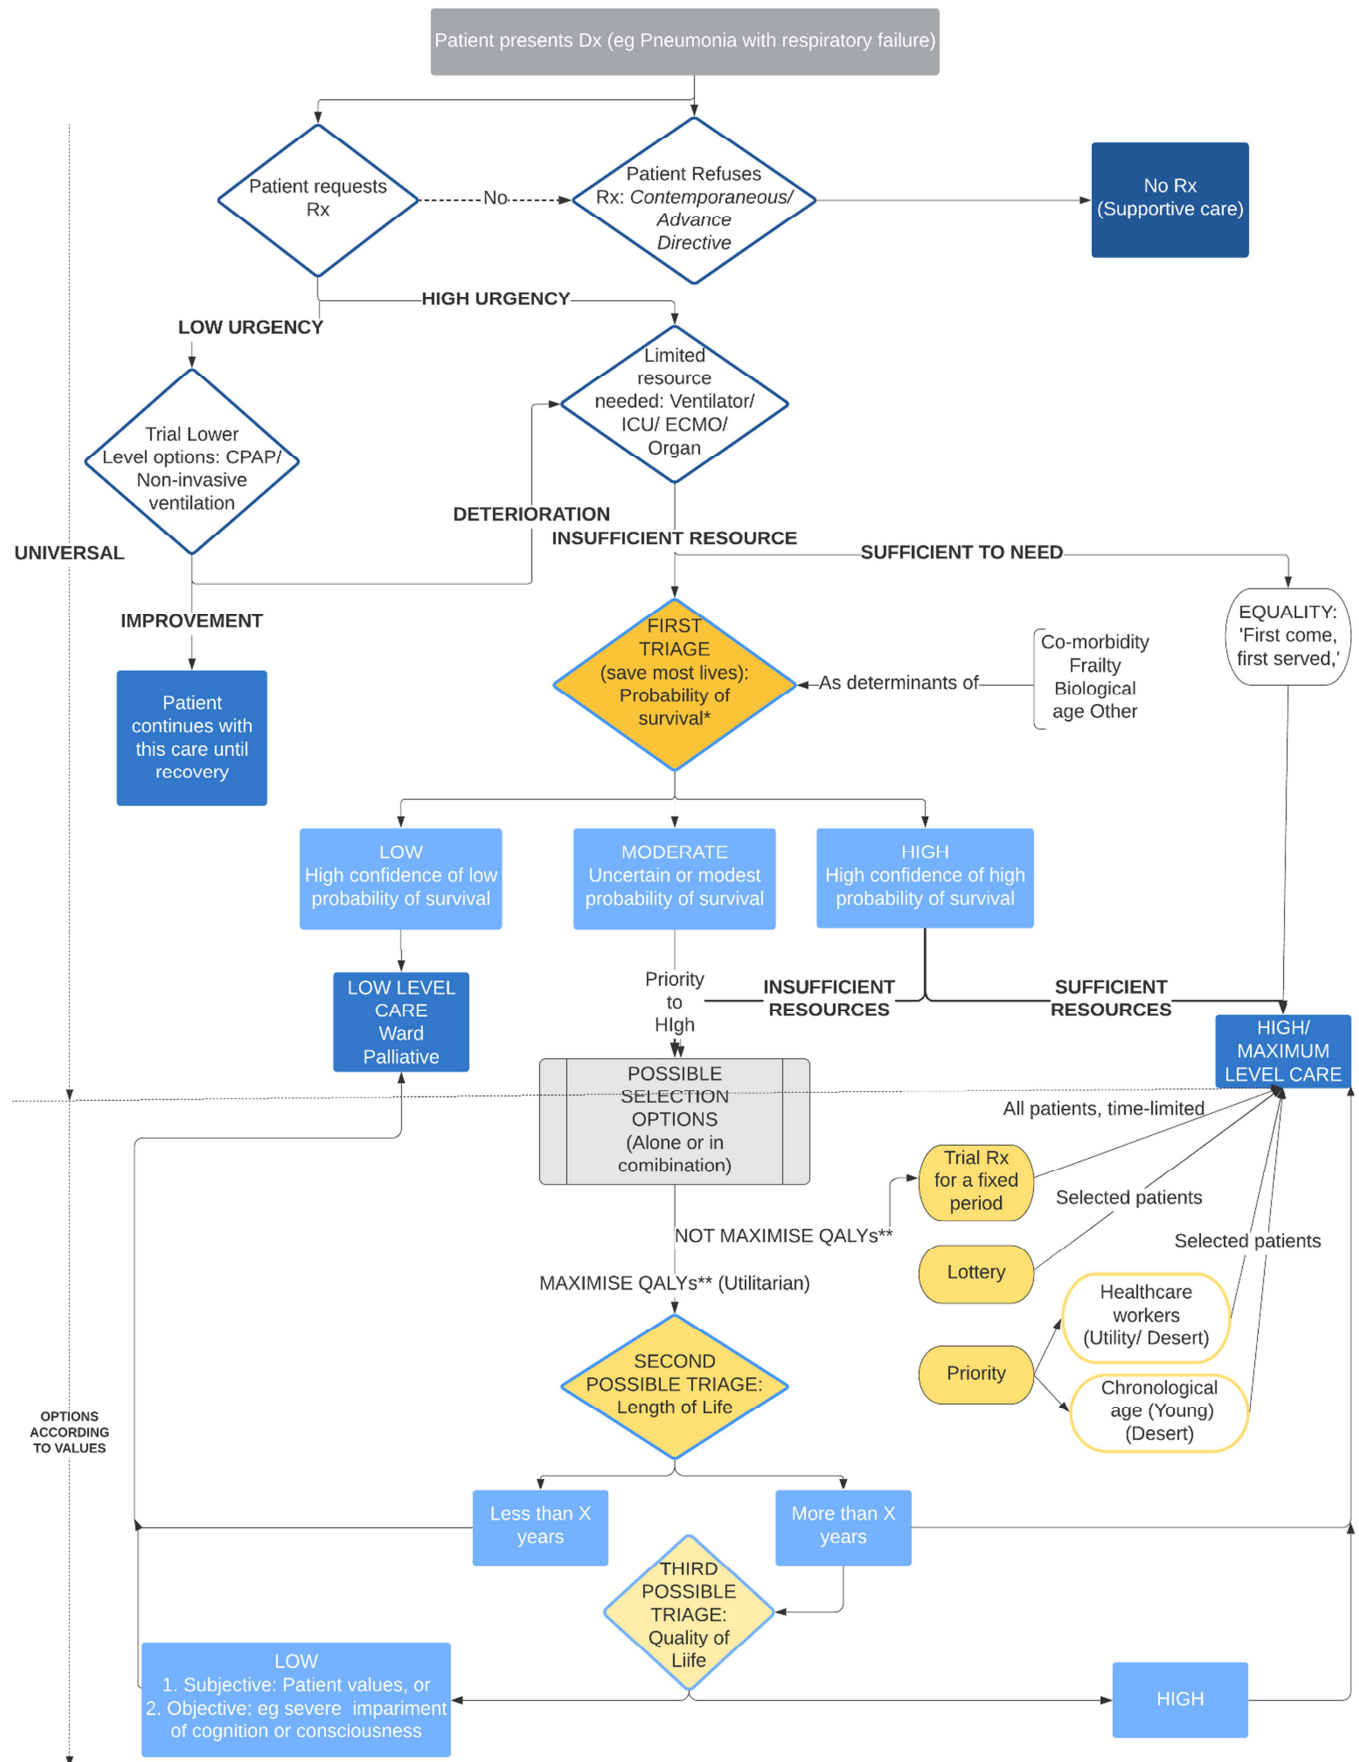 Patient presents Dx (eg Pneumonia with respiratory failure)
Patient requests
Rx
No
Patient Refuses
Rx: Contemporaneous/
Advance
Directive
No Rx
(Supportive care)
HIGH URGENCY
LOW URGENCY
Limited
resource
needed: Ventilator/
ICU/ ECMO/
Organ
Trial Lower
Level options: CPAP/
Non-invasive
ventilation
DETERIORATION
INSUFFICIENT RESOURCE
SUFFICIENT TO NEED
UNIVERSAL
IMPROVEMENT
EQUALITY:
'First come,
first served,'
FIRST
TRIAGE
(save most lives):
Probability of
survival*
As determinants of
Co-morbidity
Frailty
Biological
age Other
Patient
continues with
this care until
recovery
LOW
High confidence of low
probability of survival
MODERATE
Uncertain or modest
probability of survival
HIGH
High confidence of high
probability of survival
LOW LEVEL
CARE
Ward
Palliative
Priority
to
HIgh
INSUFFICIENT
RESOURCES
SUFFICIENT
RESOURCES
HIGH/
MAXIMUM
LEVEL CARE
POSSIBLE
SELECTION
OPTIONS
(Alone or in
comibination)
All patients, time-limited
Trial Rx
for a fixed
period
Selected patients
NOT MAXIMISE QALYs**
Selected patients
Lottery
MAXIMISE QALYs** (Utilitarian)
Healthcare
workers
(Utility/ Desert)
Priority
Chronological
age (Young)
(Desert)
SECOND
POSSIBLE TRIAGE:
Length of Life
OPTIONS
ACCORDING
TO VALUES
Less than X
years
More than X
years
THIRD
POSSIBLE
TRIAGE:
Quality of
Liife
LOW
1. Subjective: Patient values, or
2. Objective: eg severe impariment
of cognition or consciousness
HIGH